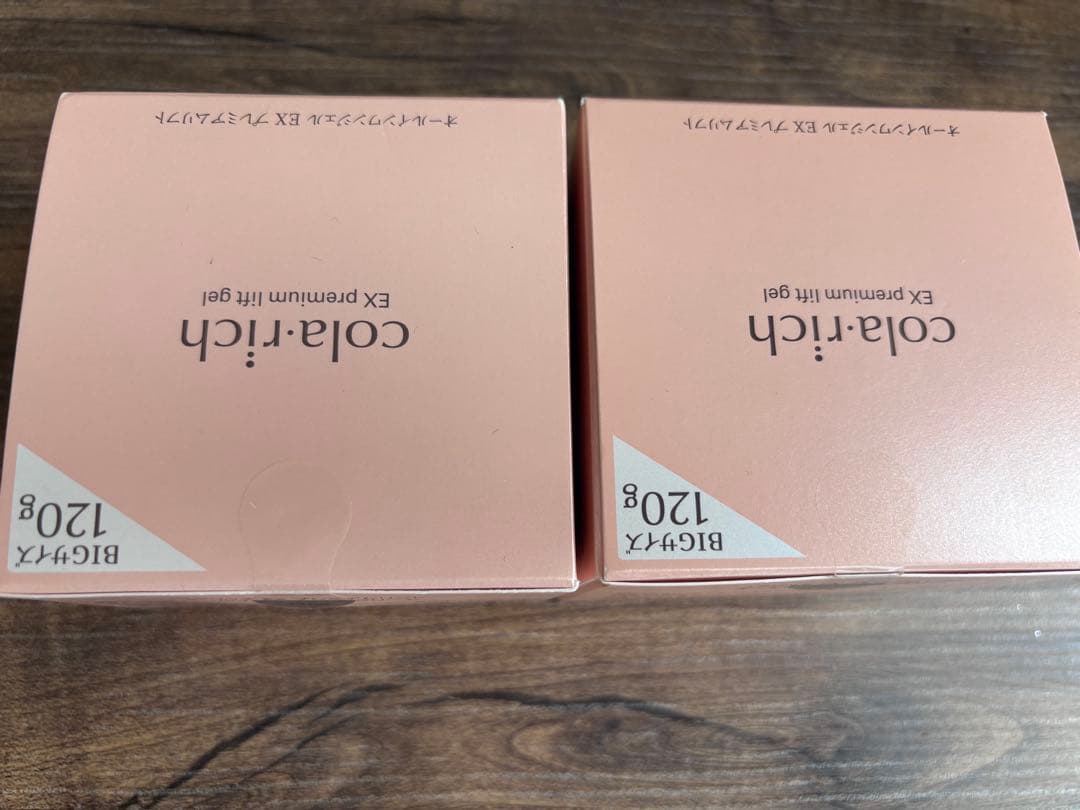 BIGサイズ
120g
cola·rich
EX premium lift gel
オールインワンジェル EX プレミアムリフト
BIGサイズ
120g
cola·rich
EX premium lift gel
オールインワンジェル EX プレミアムリフト